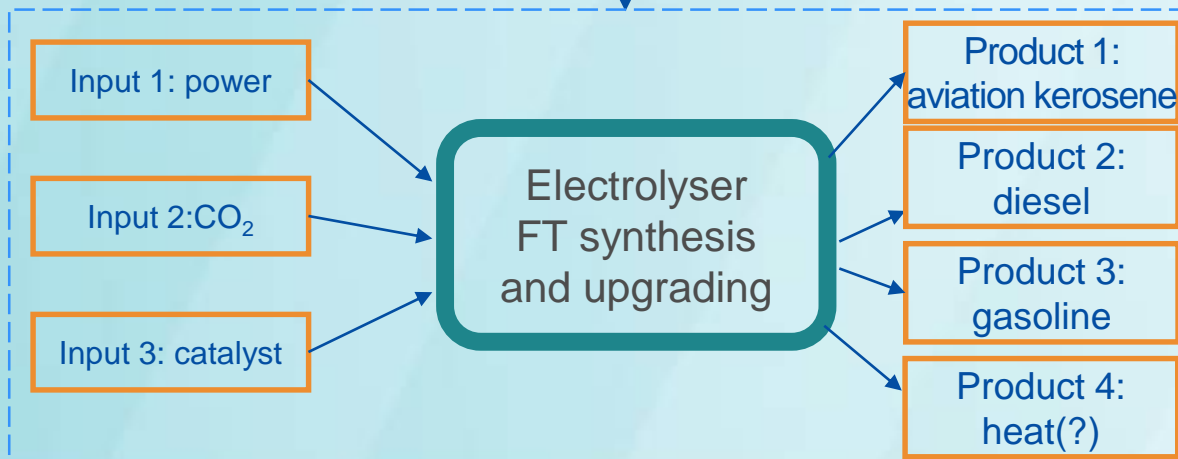 Input 1: power
Input 2:CO₂
Input 3: catalyst
Electrolyser
FT synthesis
and upgrading
Product 1:
aviation kerosene
Product 2:
diesel
Product 3:
gasoline
Product 4:
heat(?)